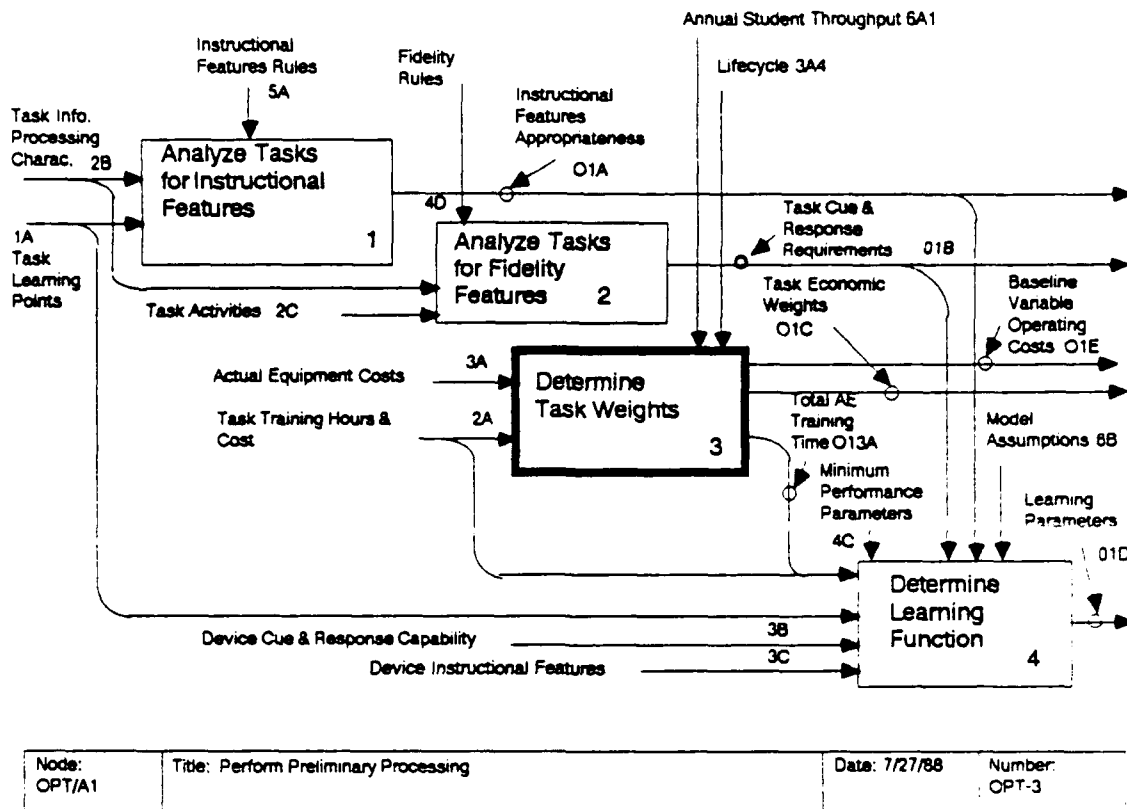 Annual Student Throughput 6A1
Instructional
Features Rules
5A
Fidelity
Rules
Lifecycle 3A4
Task Info.
Processing
Charac. 2B
Instructional
Features
Appropriateness
O1A
Analyze Tasks
for Instructional
Features
1
4D
1A
Task
Learning
Points
Analyze Tasks
for Fidelity
Features 2
Task Cue &
Response
Requirements
01B
Task Activities 2C
Task Economic
Weights
O1C
Baseline
Variable
Operating
Costs O1E
Actual Equipment Costs
3A
Determine
Task Weights
3
Task Training Hours &
Cost
2A
Total AE
Training
Time O13A
Model
Assumptions 8B
Minimum
Performance
Parameters
4C
Learning
Parameters
01D
Determine
Learning
Function
4
Device Cue & Response Capability
3B
Device Instructional Features
3C
Node:
OPT/A1
Title: Perform Preliminary Processing
Date: 7/27/88
Number:
OPT-3